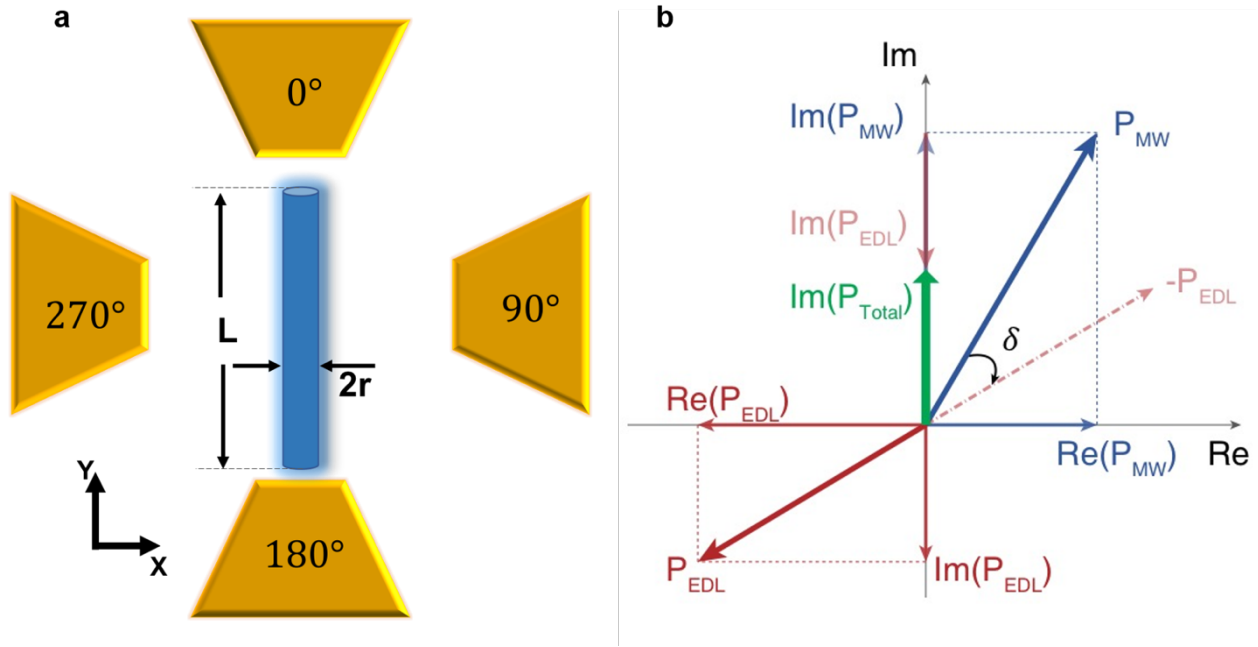 a
0°
270°
90°
L
2r
Y
X
180°
b
Im
Im(P_MW)
P_MW
Im(P_EDL)
-P_EDL
Im(P_Total)
δ
Re(P_EDL)
Re(P_MW)
Re
P_EDL
Im(P_EDL)